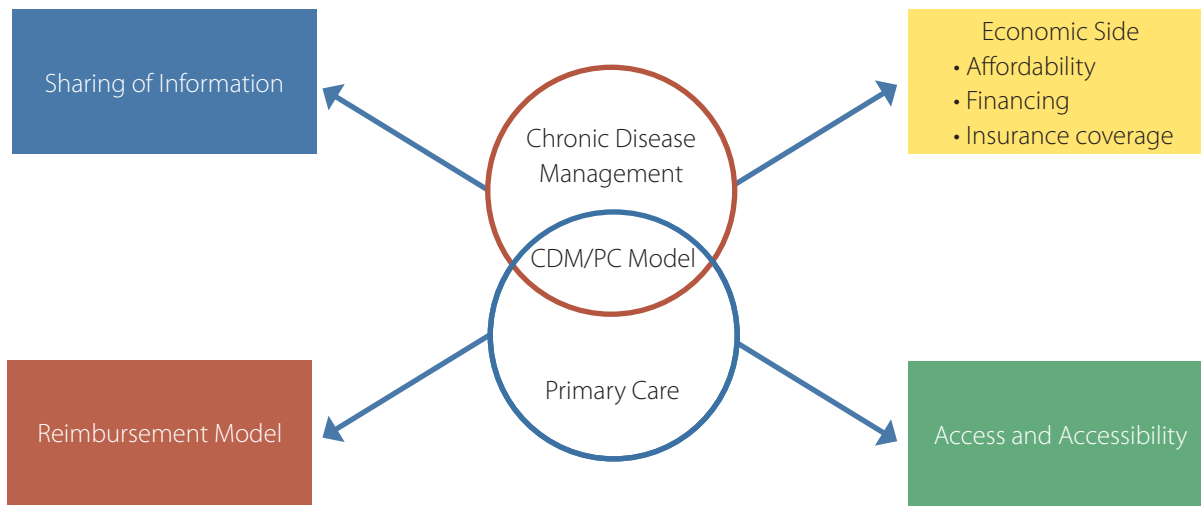 Sharing of Information
Economic Side
• Affordability
• Financing
• Insurance coverage
Chronic Disease
Management
CDM/PC Model
Primary Care
Reimbursement Model
Access and Accessibility